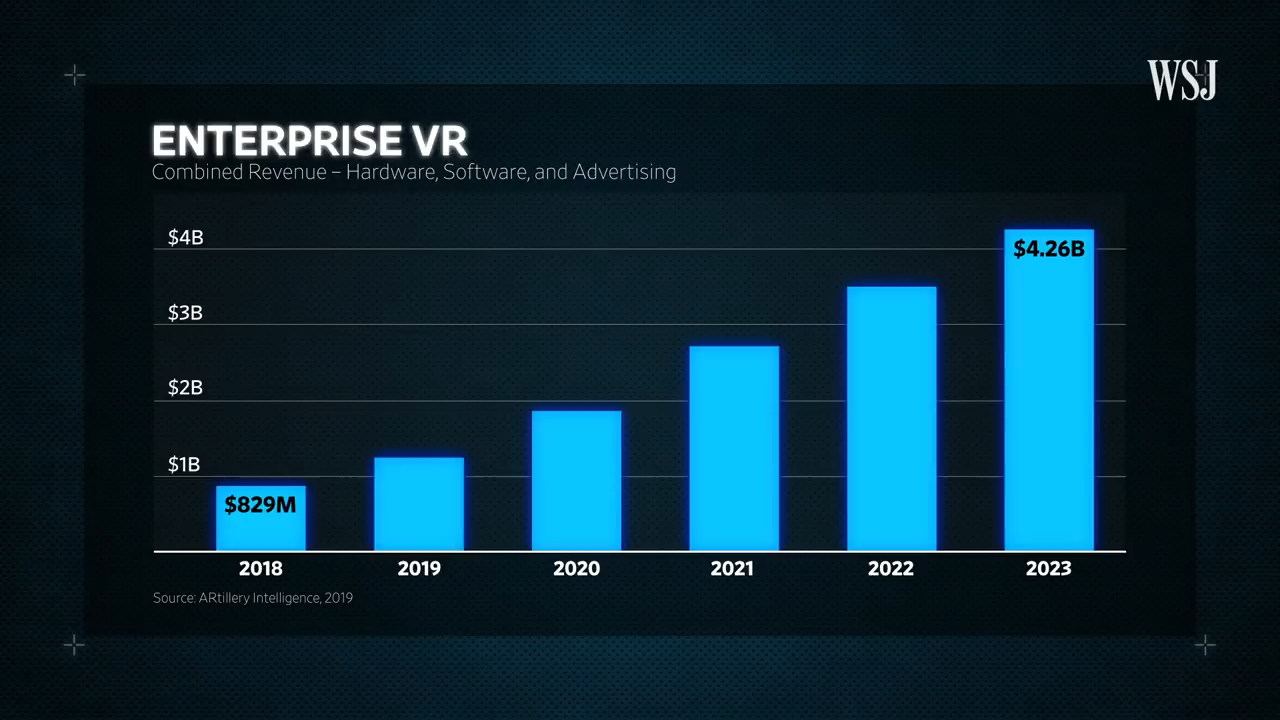 WSJ
ENTERPRISE VR
Combined Revenue – Hardware, Software, and Advertising
$4B
$4.26B
$3B
$2B
$1B
$829M
2018 2019 2020 2021 2022 2023
Source: ARtillery Intelligence, 2019